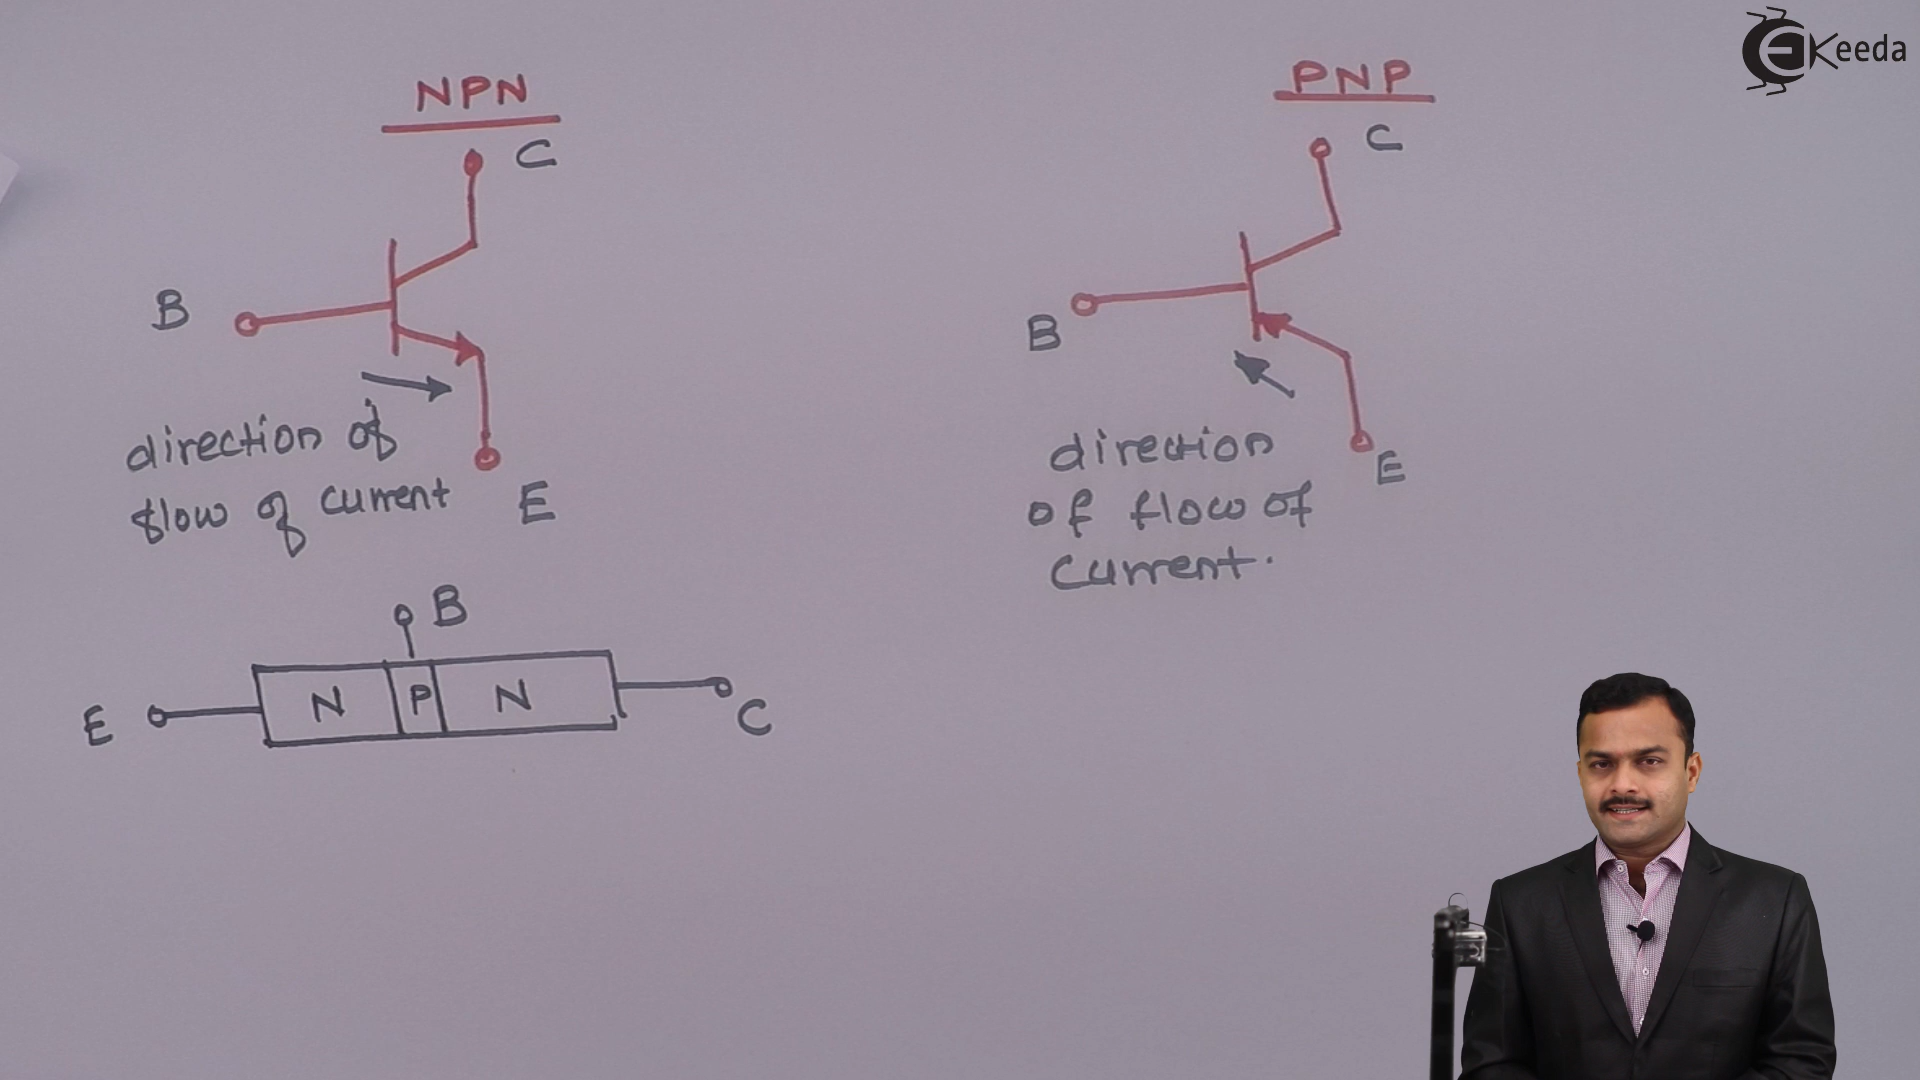 NPN
C
B
direction of
flow of current
E
B
E
N
P
N
C
PNP
C
B
direction
of flow of
current.
E
EKeeda